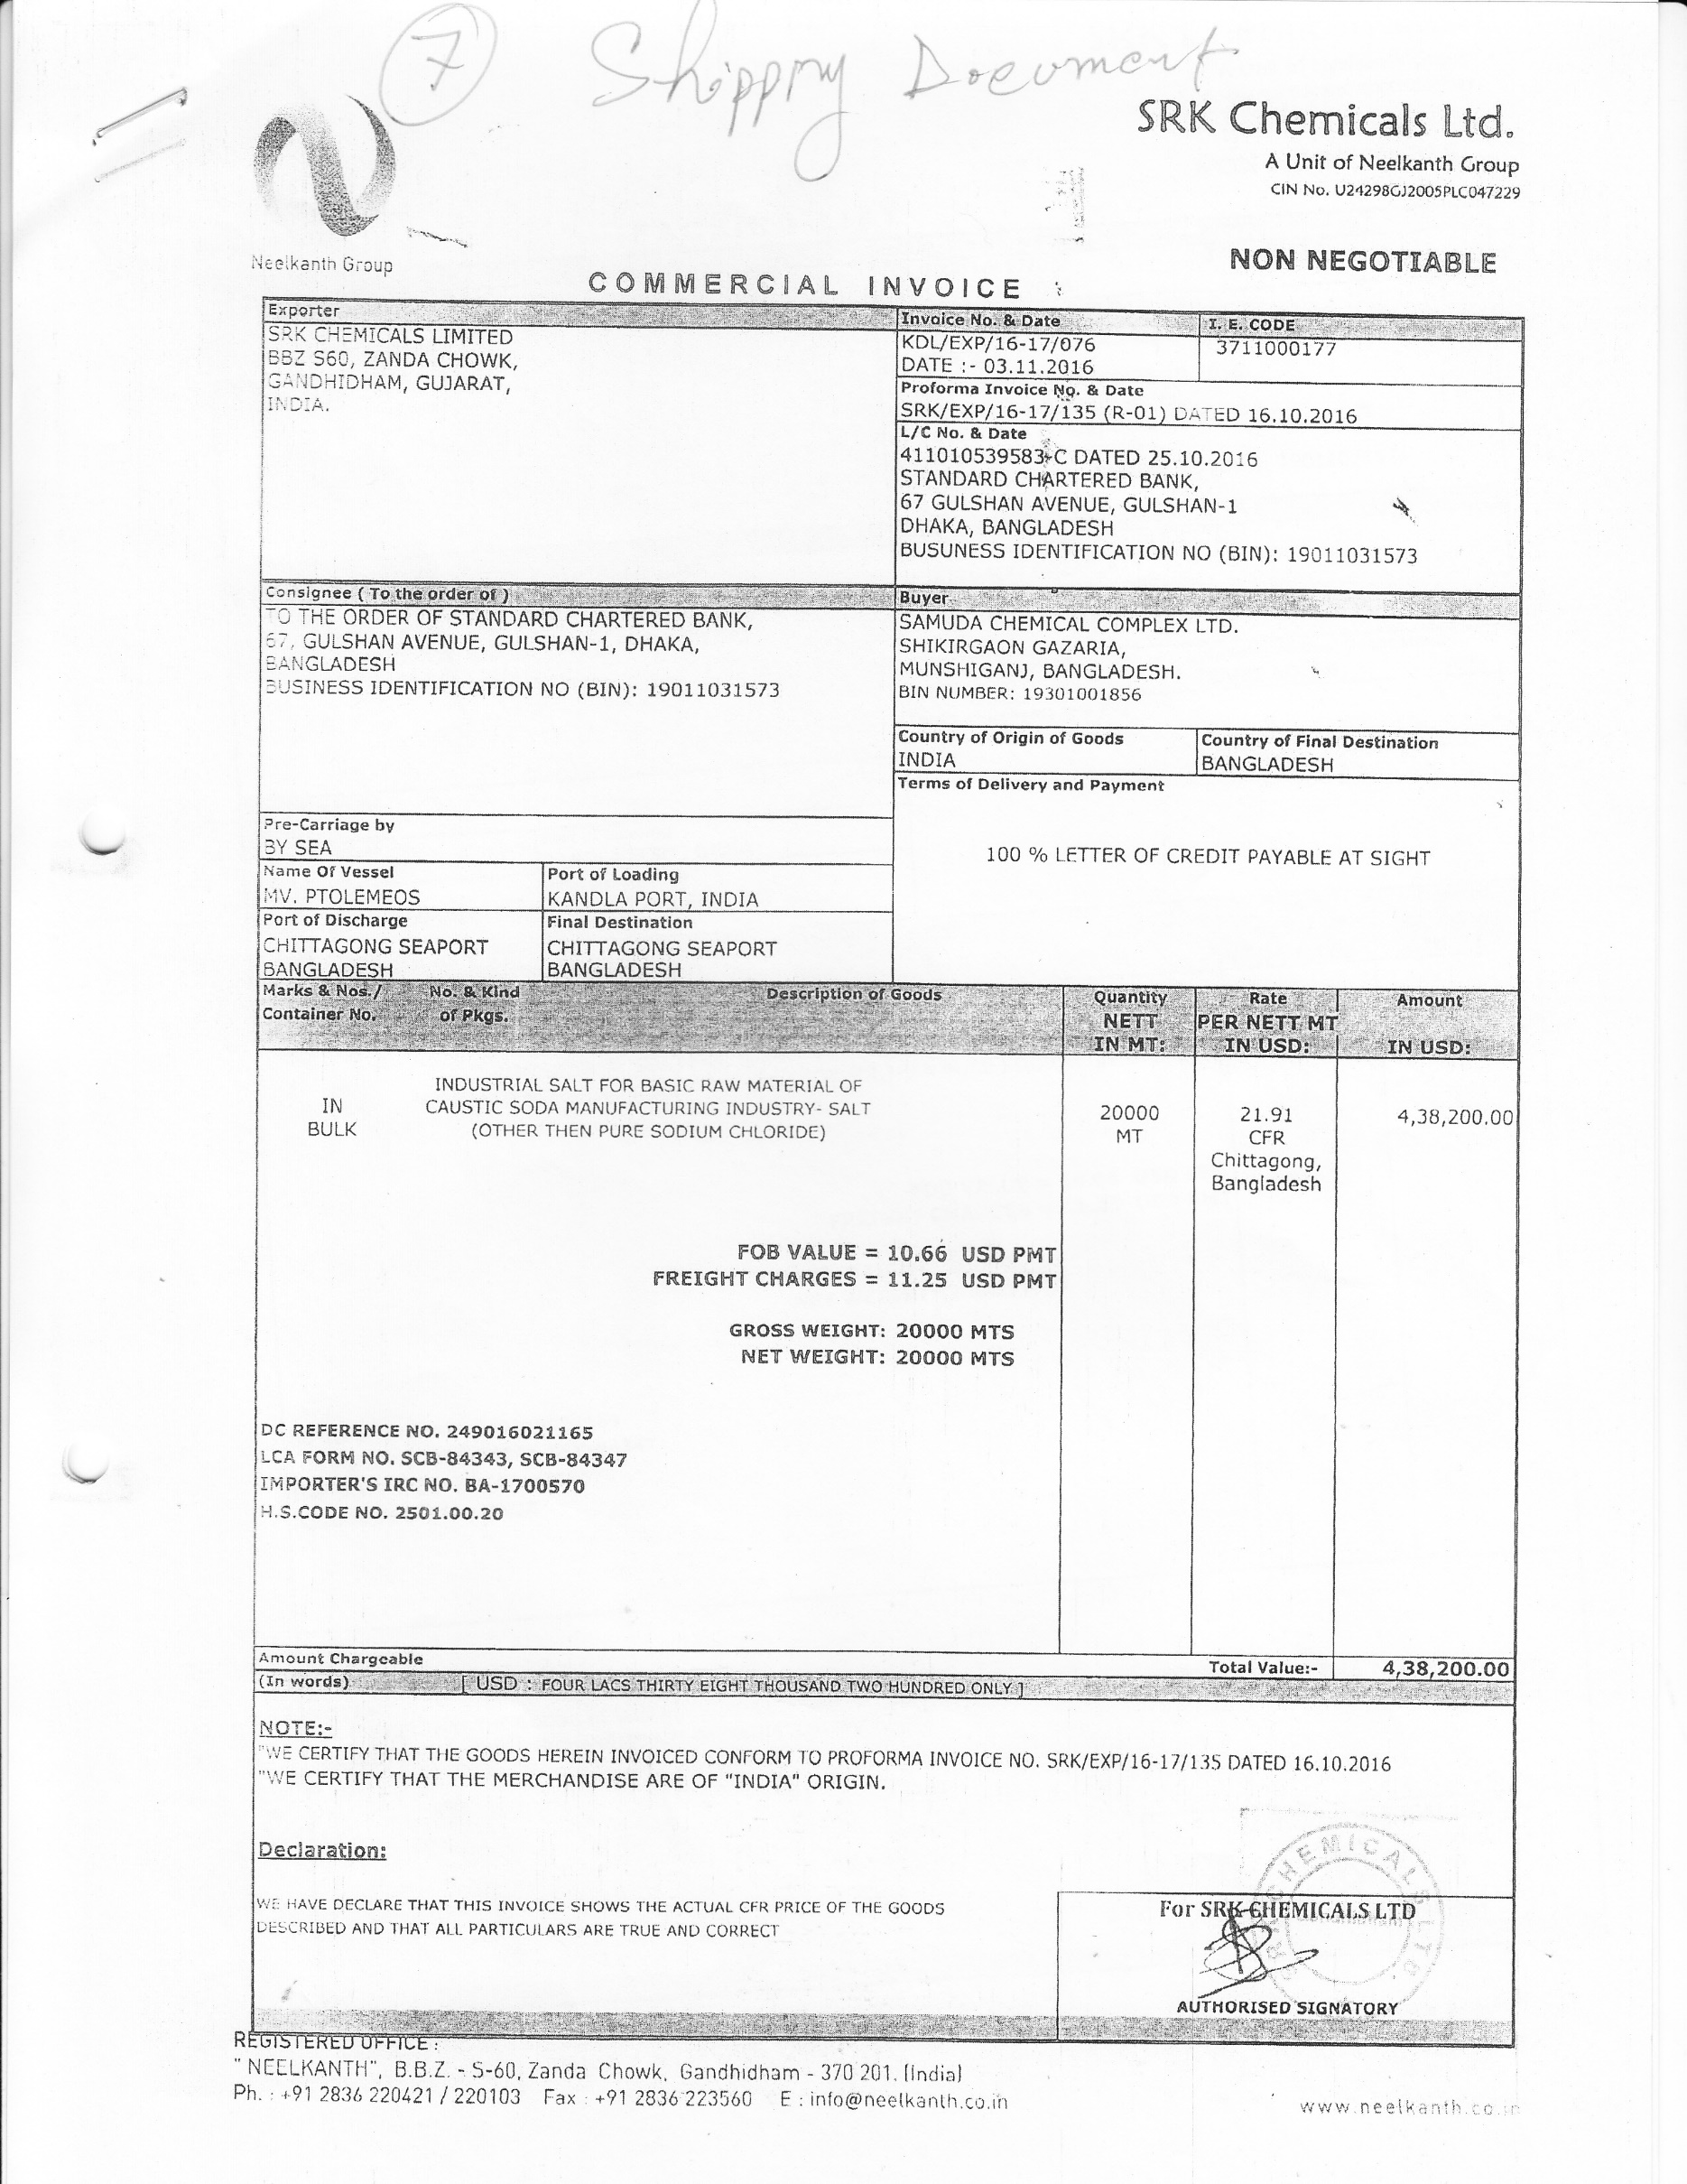 7 Shipping Document
SRK Chemicals Ltd.
A Unit of Neelkanth Group
CIN No. U24298GJ2005PLC047229
Neelkanth Group
NON NEGOTIABLE
COMMERCIAL INVOICE
Exporter
SRK CHEMICALS LIMITED
BBZ S60, ZANDA CHOWK,
GANDHIDHAM, GUJARAT,
INDIA.
Invoice No. & Date
KDL/EXP/16-17/076
DATE :- 03.11.2016
I. E. CODE
3711000177
Proforma Invoice No. & Date
SRK/EXP/16-17/135 (R-01) DATED 16.10.2016
L/C No. & Date
411010539583-C DATED 25.10.2016
STANDARD CHARTERED BANK,
67 GULSHAN AVENUE, GULSHAN-1
DHAKA, BANGLADESH
BUSUNESS IDENTIFICATION NO (BIN): 19011031573
Consignee ( To the order of )
TO THE ORDER OF STANDARD CHARTERED BANK,
67, GULSHAN AVENUE, GULSHAN-1, DHAKA,
BANGLADESH
BUSINESS IDENTIFICATION NO (BIN): 19011031573
Buyer
SAMUDA CHEMICAL COMPLEX LTD.
SHIKIRGAON GAZARIA,
MUNSHIGANJ, BANGLADESH.
BIN NUMBER: 19301001856
Country of Origin of Goods
INDIA
Country of Final Destination
BANGLADESH
Terms of Delivery and Payment
100 % LETTER OF CREDIT PAYABLE AT SIGHT
Pre-Carriage by
BY SEA
Name Of Vessel
MV. PTOLEMEOS
Port of Loading
KANDLA PORT, INDIA
Port of Discharge
CHITTAGONG SEAPORT
BANGLADESH
Final Destination
CHITTAGONG SEAPORT
BANGLADESH
Marks & Nos./
Container No.
No. & Kind
of Pkgs.
Description of Goods
Quantity
NETT
IN MT:
Rate
PER NETT MT
IN USD:
Amount
IN USD:
IN
BULK
INDUSTRIAL SALT FOR BASIC RAW MATERIAL OF
CAUSTIC SODA MANUFACTURING INDUSTRY- SALT
(OTHER THEN PURE SODIUM CHLORIDE)
20000
MT
21.91
CFR
Chittagong,
Bangladesh
4,38,200.00
FOB VALUE = 10.66 USD PMT
FREIGHT CHARGES = 11.25 USD PMT
GROSS WEIGHT: 20000 MTS
NET WEIGHT: 20000 MTS
DC REFERENCE NO. 249016021165
LCA FORM NO. SCB-84343, SCB-84347
IMPORTER'S IRC NO. BA-1700570
H.S.CODE NO. 2501.00.20
Amount Chargeable
(In words)
[ USD : FOUR LACS THIRTY EIGHT THOUSAND TWO HUNDRED ONLY ]
Total Value:- 4,38,200.00
NOTE:-
"WE CERTIFY THAT THE GOODS HEREIN INVOICED CONFORM TO PROFORMA INVOICE NO. SRK/EXP/16-17/135 DATED 16.10.2016
"WE CERTIFY THAT THE MERCHANDISE ARE OF "INDIA" ORIGIN.
Declaration:
WE HAVE DECLARE THAT THIS INVOICE SHOWS THE ACTUAL CFR PRICE OF THE GOODS
DESCRIBED AND THAT ALL PARTICULARS ARE TRUE AND CORRECT
For SRK CHEMICALS LTD
SRK CHEMICALS LTD.
AUTHORISED SIGNATORY
REGISTERED OFFICE :
" NEELKANTH", B.B.Z. - S-60, Zanda Chowk, Gandhidham - 370 201. (India)
Ph. : +91 2836 220421 / 220103 Fax : +91 2836 223560 E : info@neelkanth.co.in
www.neelkanth.co.in